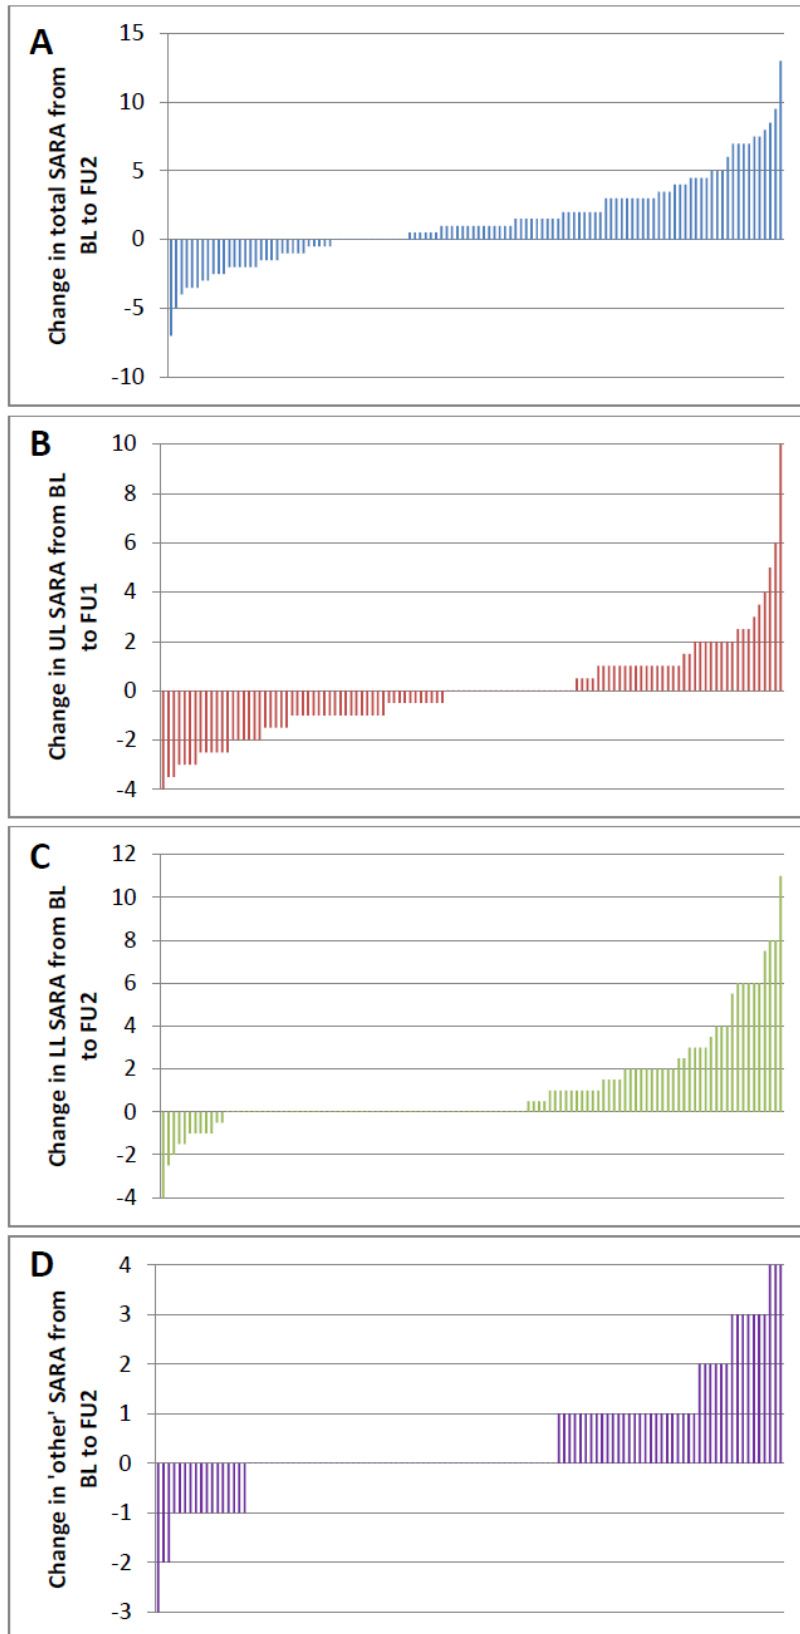 A
Change in total SARA from
BL to FU2
15
10
5
0
-5
-10
B
Change in UL SARA from BL
to FU1
10
8
6
4
2
0
-2
-4
C
Change in LL SARA from BL
to FU2
12
10
8
6
4
2
0
-2
-4
D
Change in 'other' SARA from
BL to FU2
4
3
2
1
0
-1
-2
-3